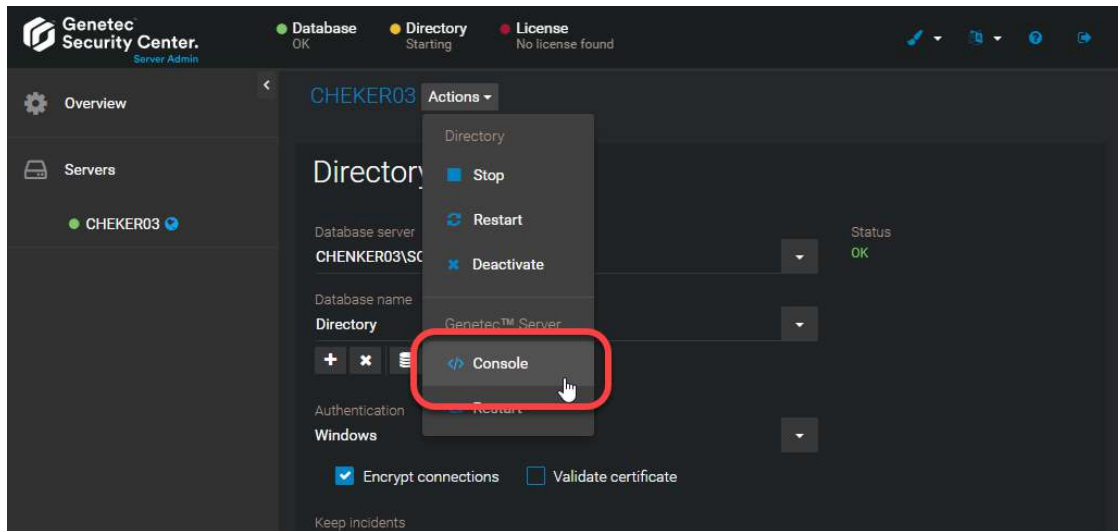 Genetec
Security Center.
Server Admin
Database
OK
Directory
Starting
License
No license found
Overview
Servers
CHEKER03
CHEKER03 Actions
Directory
Stop
Restart
Deactivate
Genetec™ Server
Console
Restart
Directory
Database server
CHENKER03\SQ
Status
OK
Database name
Directory
Authentication
Windows
Encrypt connections
Validate certificate
Keep incidents